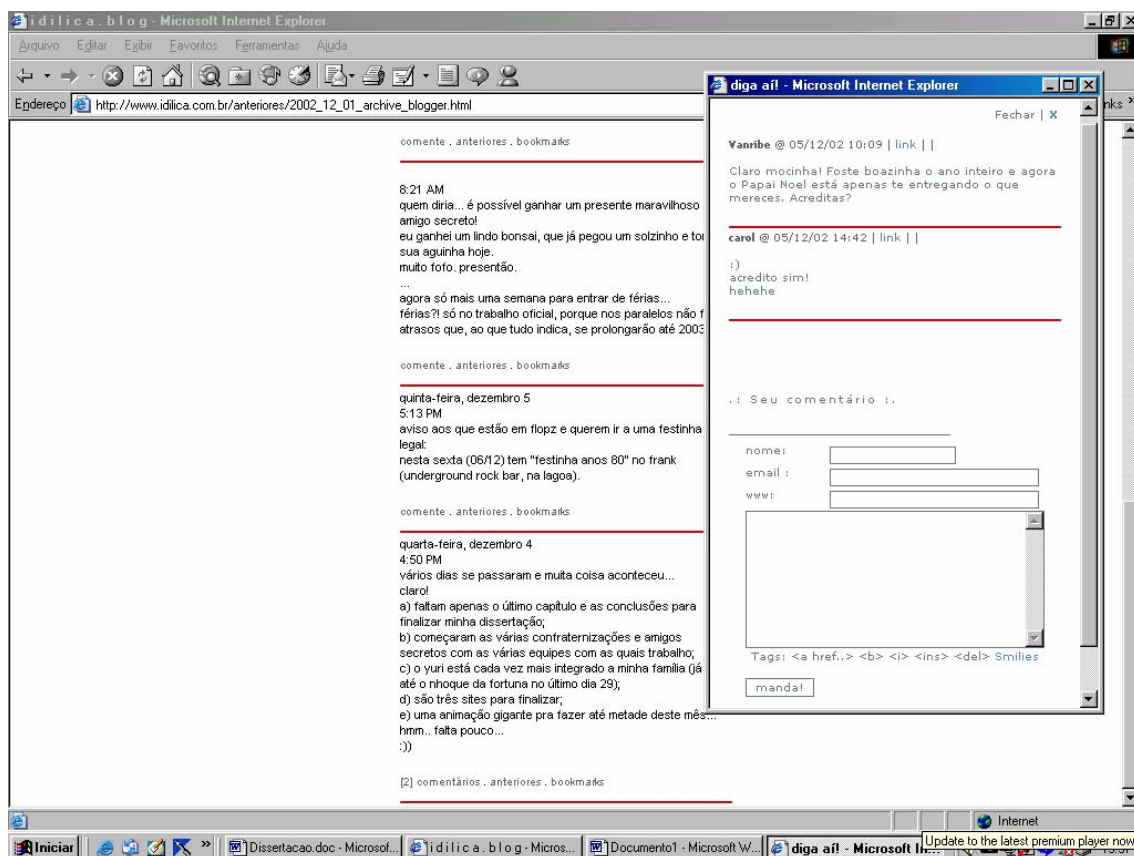 i d i l i c a . b l o g - Microsoft Internet Explorer
Arquivo Editar Exibir Favoritos Ferramentas Ajuda
Endereço http://www.idilica.com.br/anteriores/2002_12_01_archive_blogger.html
nks »
comente . anteriores . bookmarks
8:21 AM
quem diria... é possível ganhar um presente maravilhoso
amigo secreto!
eu ganhei um lindo bonsai, que já pegou um solzinho e
sua aguinha hoje.
muito fofo. presentão.
...
agora só mais uma semana para entrar de férias...
férias?! só no trabalho oficial, porque nos paralelos não f
atrasos que, ao que tudo indica, se prolongarão até 2003
comente . anteriores . bookmarks
quinta-feira, dezembro 5
5:13 PM
aviso aos que estão em flopz e querem ir a uma festinha
legal:
nesta sexta (06/12) tem "festinha anos 80" no frank
(underground rock bar, na lagoa).
comente . anteriores . bookmarks
quarta-feira, dezembro 4
4:50 PM
vários dias se passaram e muita coisa aconteceu...
claro!
a) faltam apenas o último capítulo e as conclusões para
finalizar minha dissertação;
b) começaram as várias confraternizações e amigos
secretos com as várias equipes com as quais trabalho;
c) o yuri está cada vez mais integrado a minha família (já
até o nhoque da fortuna no último dia 29);
d) são três sites para finalizar;
e) uma animação gigante pra fazer até metade deste mês...
hmm.. falta pouco...
:))
[2] comentários . anteriores . bookmarks
diga aí! - Microsoft Internet Explorer
Fechar | X
Vanribe @ 05/12/02 10:09 | link | |
Claro mocinha! Foste boazinha o ano inteiro e agora
o Papai Noel está apenas te entregando o que
mereces. Acreditas?
carol @ 05/12/02 14:42 | link | |
:)
acredito sim!
hehehe
.: Seu comentário :.
nome:
email :
www:
Tags: <a href..> <b> <i> <ins> <del> Smilies
manda!
Internet
Iniciar » Dissertacao.doc - Microsof... i d i l i c a . b l o g - Micros... Documento1 - Microsoft W... diga aí! - Microsoft In...
Update to the latest premium player now